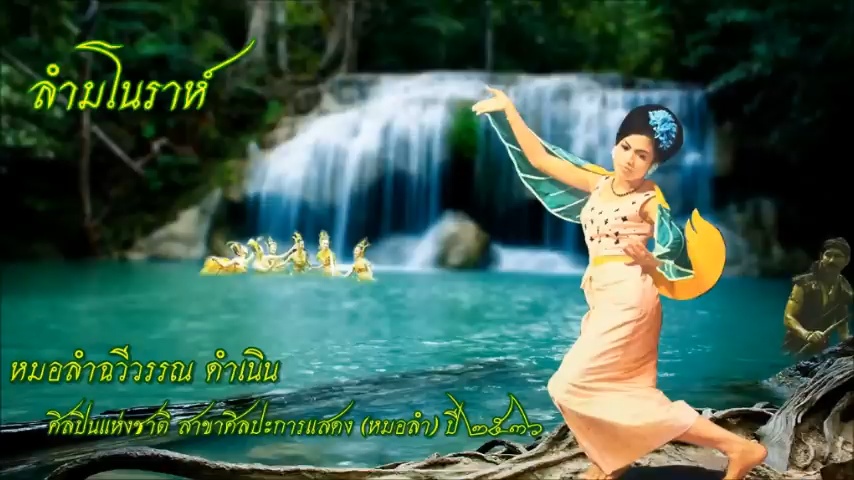 ลำมโนราห์
หมอลำฉวีวรรณ ดำเนิน
ศิลปินแห่งชาติ สาขาศิลปะการแสดง (หมอลำ) ปี ๒๕๓๖